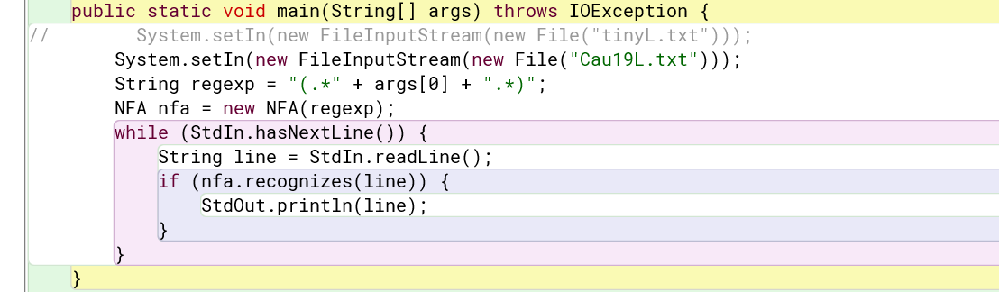 public static void main(String[] args) throws IOException {
//        System.setIn(new FileInputStream(new File("tinyL.txt")));
System.setIn(new FileInputStream(new File("Cau19L.txt")));
String regexp = "(.*" + args[0] + ".*)";
NFA nfa = new NFA(regexp);
while (StdIn.hasNextLine()) {
String line = StdIn.readLine();
if (nfa.recognizes(line)) {
StdOut.println(line);
}
}
}